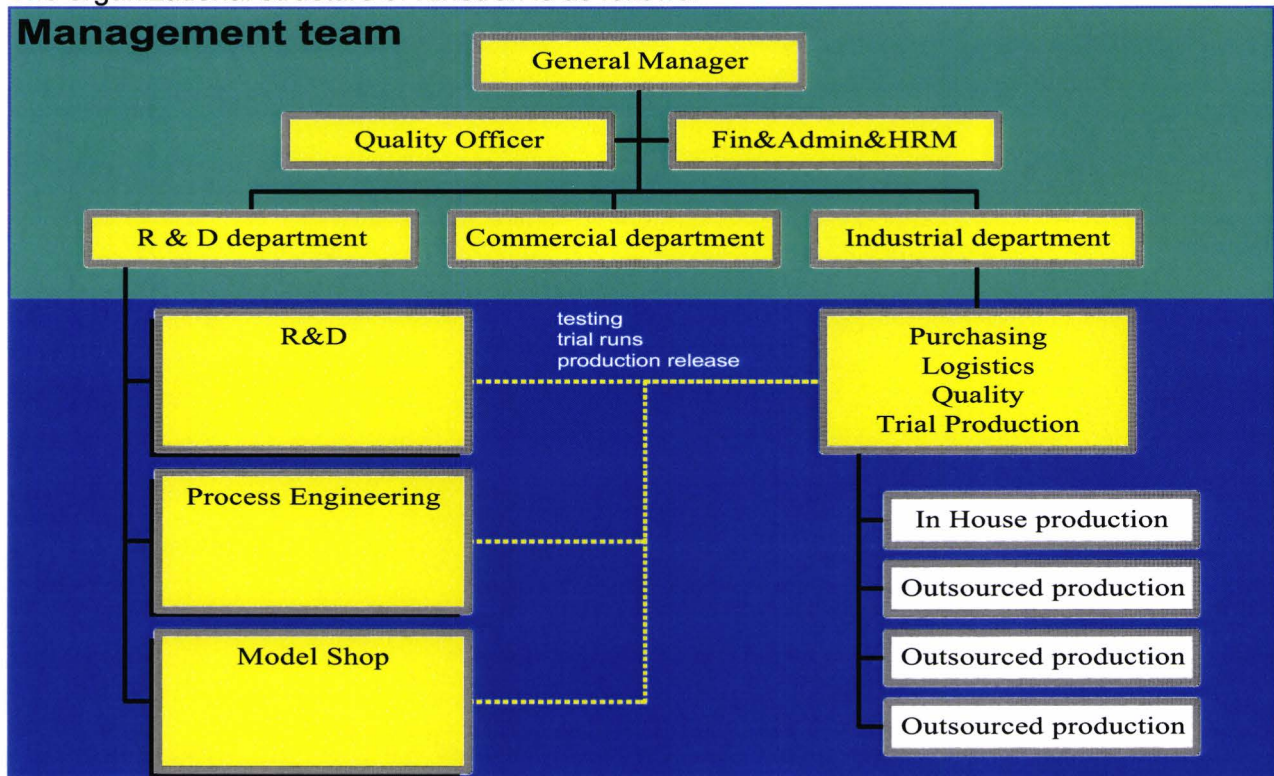 Management team
General Manager
Quality Officer
Fin&Admin&HRM
R & D department
Commercial department
Industrial department
R&D
testing
trial runs
production release
Purchasing
Logistics
Quality
Trial Production
Process Engineering
In House production
Outsourced production
Model Shop
Outsourced production
Outsourced production